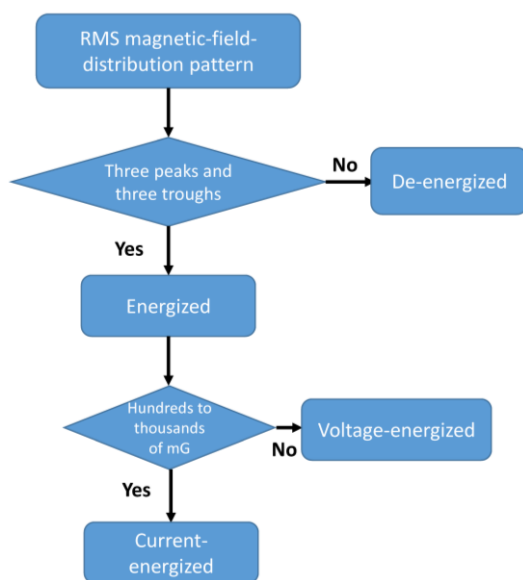 RMS magnetic-field-
distribution pattern
Three peaks and
three troughs
No
De-energized
Yes
Energized
Hundreds to
thousands
of mG
No
Voltage-energized
Yes
Current-
energized